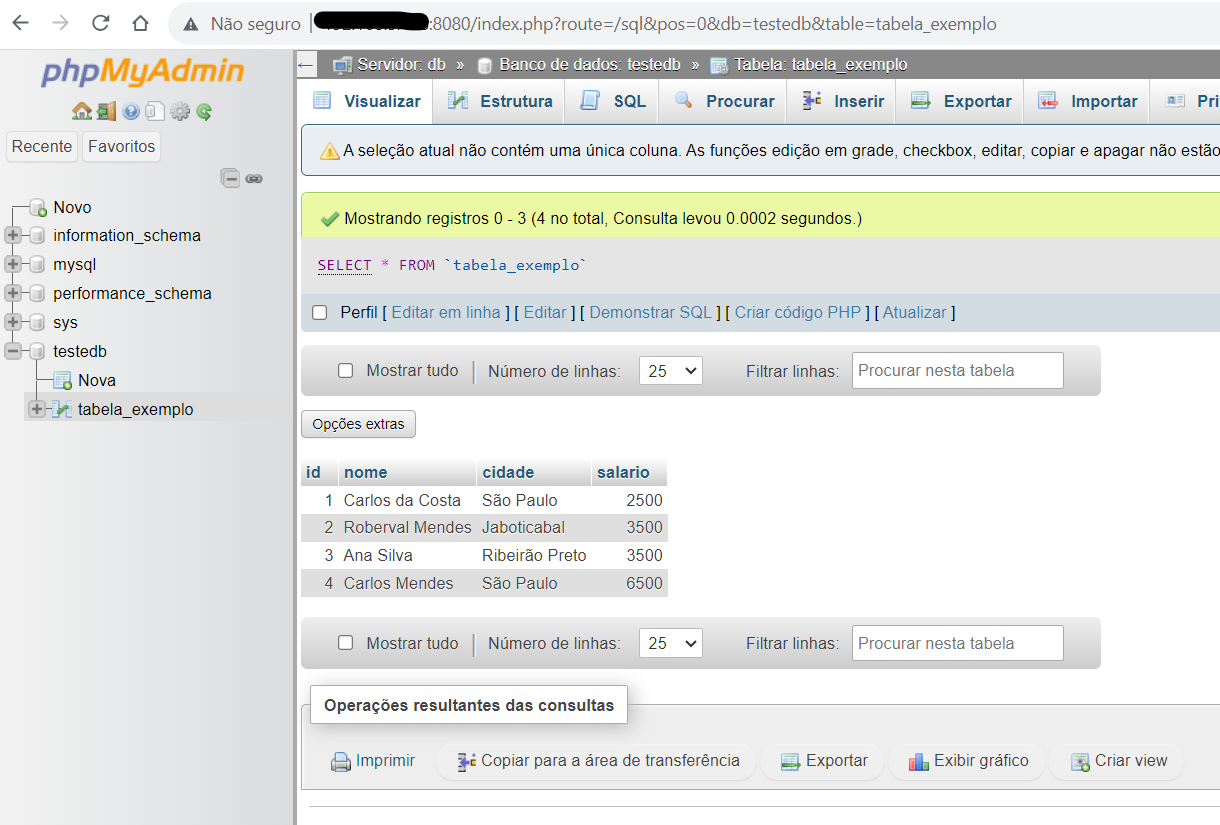 Não seguro :8080/index.php?route=/sql&pos=0&db=testedb&table=tabela_exemplo
phpMyAdmin
Recente Favoritos
Novo
information_schema
mysql
performance_schema
sys
testedb
Nova
tabela_exemplo
Servidor: db » Banco de dados: testedb » Tabela: tabela_exemplo
Visualizar Estrutura SQL Procurar Inserir Exportar Importar Pri
A seleção atual não contém uma única coluna. As funções edição em grade, checkbox, editar, copiar e apagar não estão
Mostrando registros 0 - 3 (4 no total, Consulta levou 0.0002 segundos.)
SELECT * FROM `tabela_exemplo`
Perfil [ Editar em linha ] [ Editar ] [ Demonstrar SQL ] [ Criar código PHP ] [ Atualizar ]
Mostrar tudo | Número de linhas: 25 Filtrar linhas: Procurar nesta tabela
Opções extras
id nome cidade salario
1 Carlos da Costa São Paulo 2500
2 Roberval Mendes Jaboticabal 3500
3 Ana Silva Ribeirão Preto 3500
4 Carlos Mendes São Paulo 6500
Mostrar tudo | Número de linhas: 25 Filtrar linhas: Procurar nesta tabela
Operações resultantes das consultas
Imprimir Copiar para a área de transferência Exportar Exibir gráfico Criar view